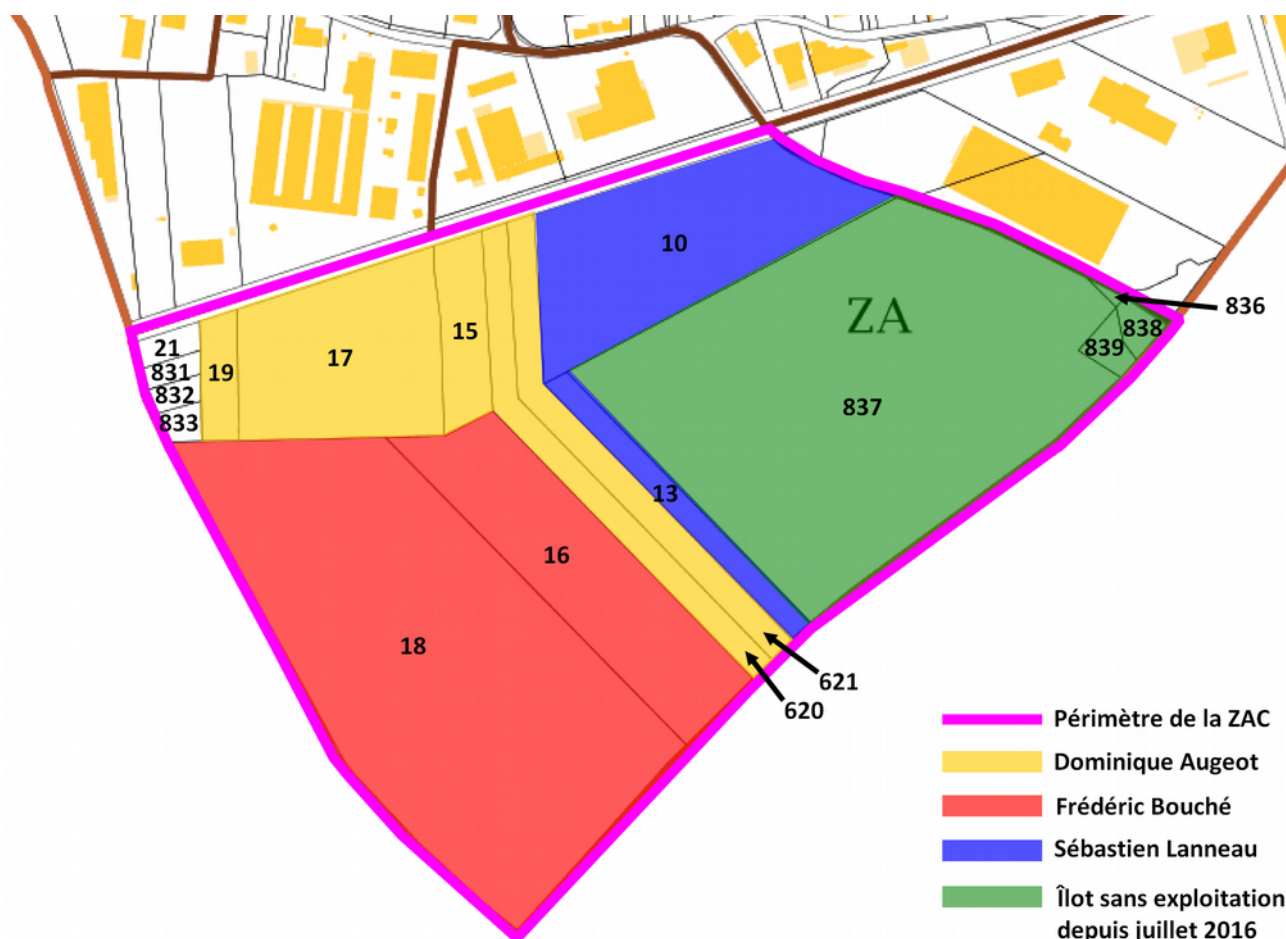 10
ZA
836
15
838
21
17
839
831
19
832
837
833
13
16
18
621
620
Périmètre de la ZAC
Dominique Augeot
Frédéric Bouché
Sébastien Lanneau
Îlot sans exploitation
depuis juillet 2016